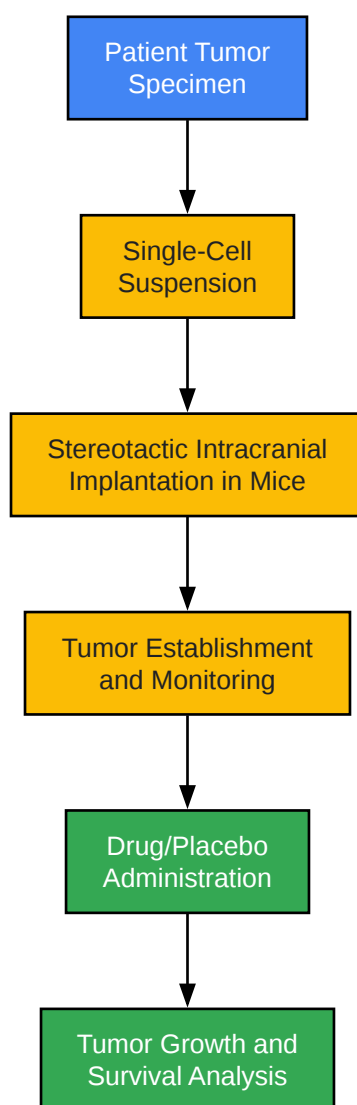 Patient Tumor
Specimen
Single-Cell
Suspension
Stereotactic Intracranial
Implantation in Mice
Tumor Establishment
and Monitoring
Drug/Placebo
Administration
Tumor Growth and
Survival Analysis